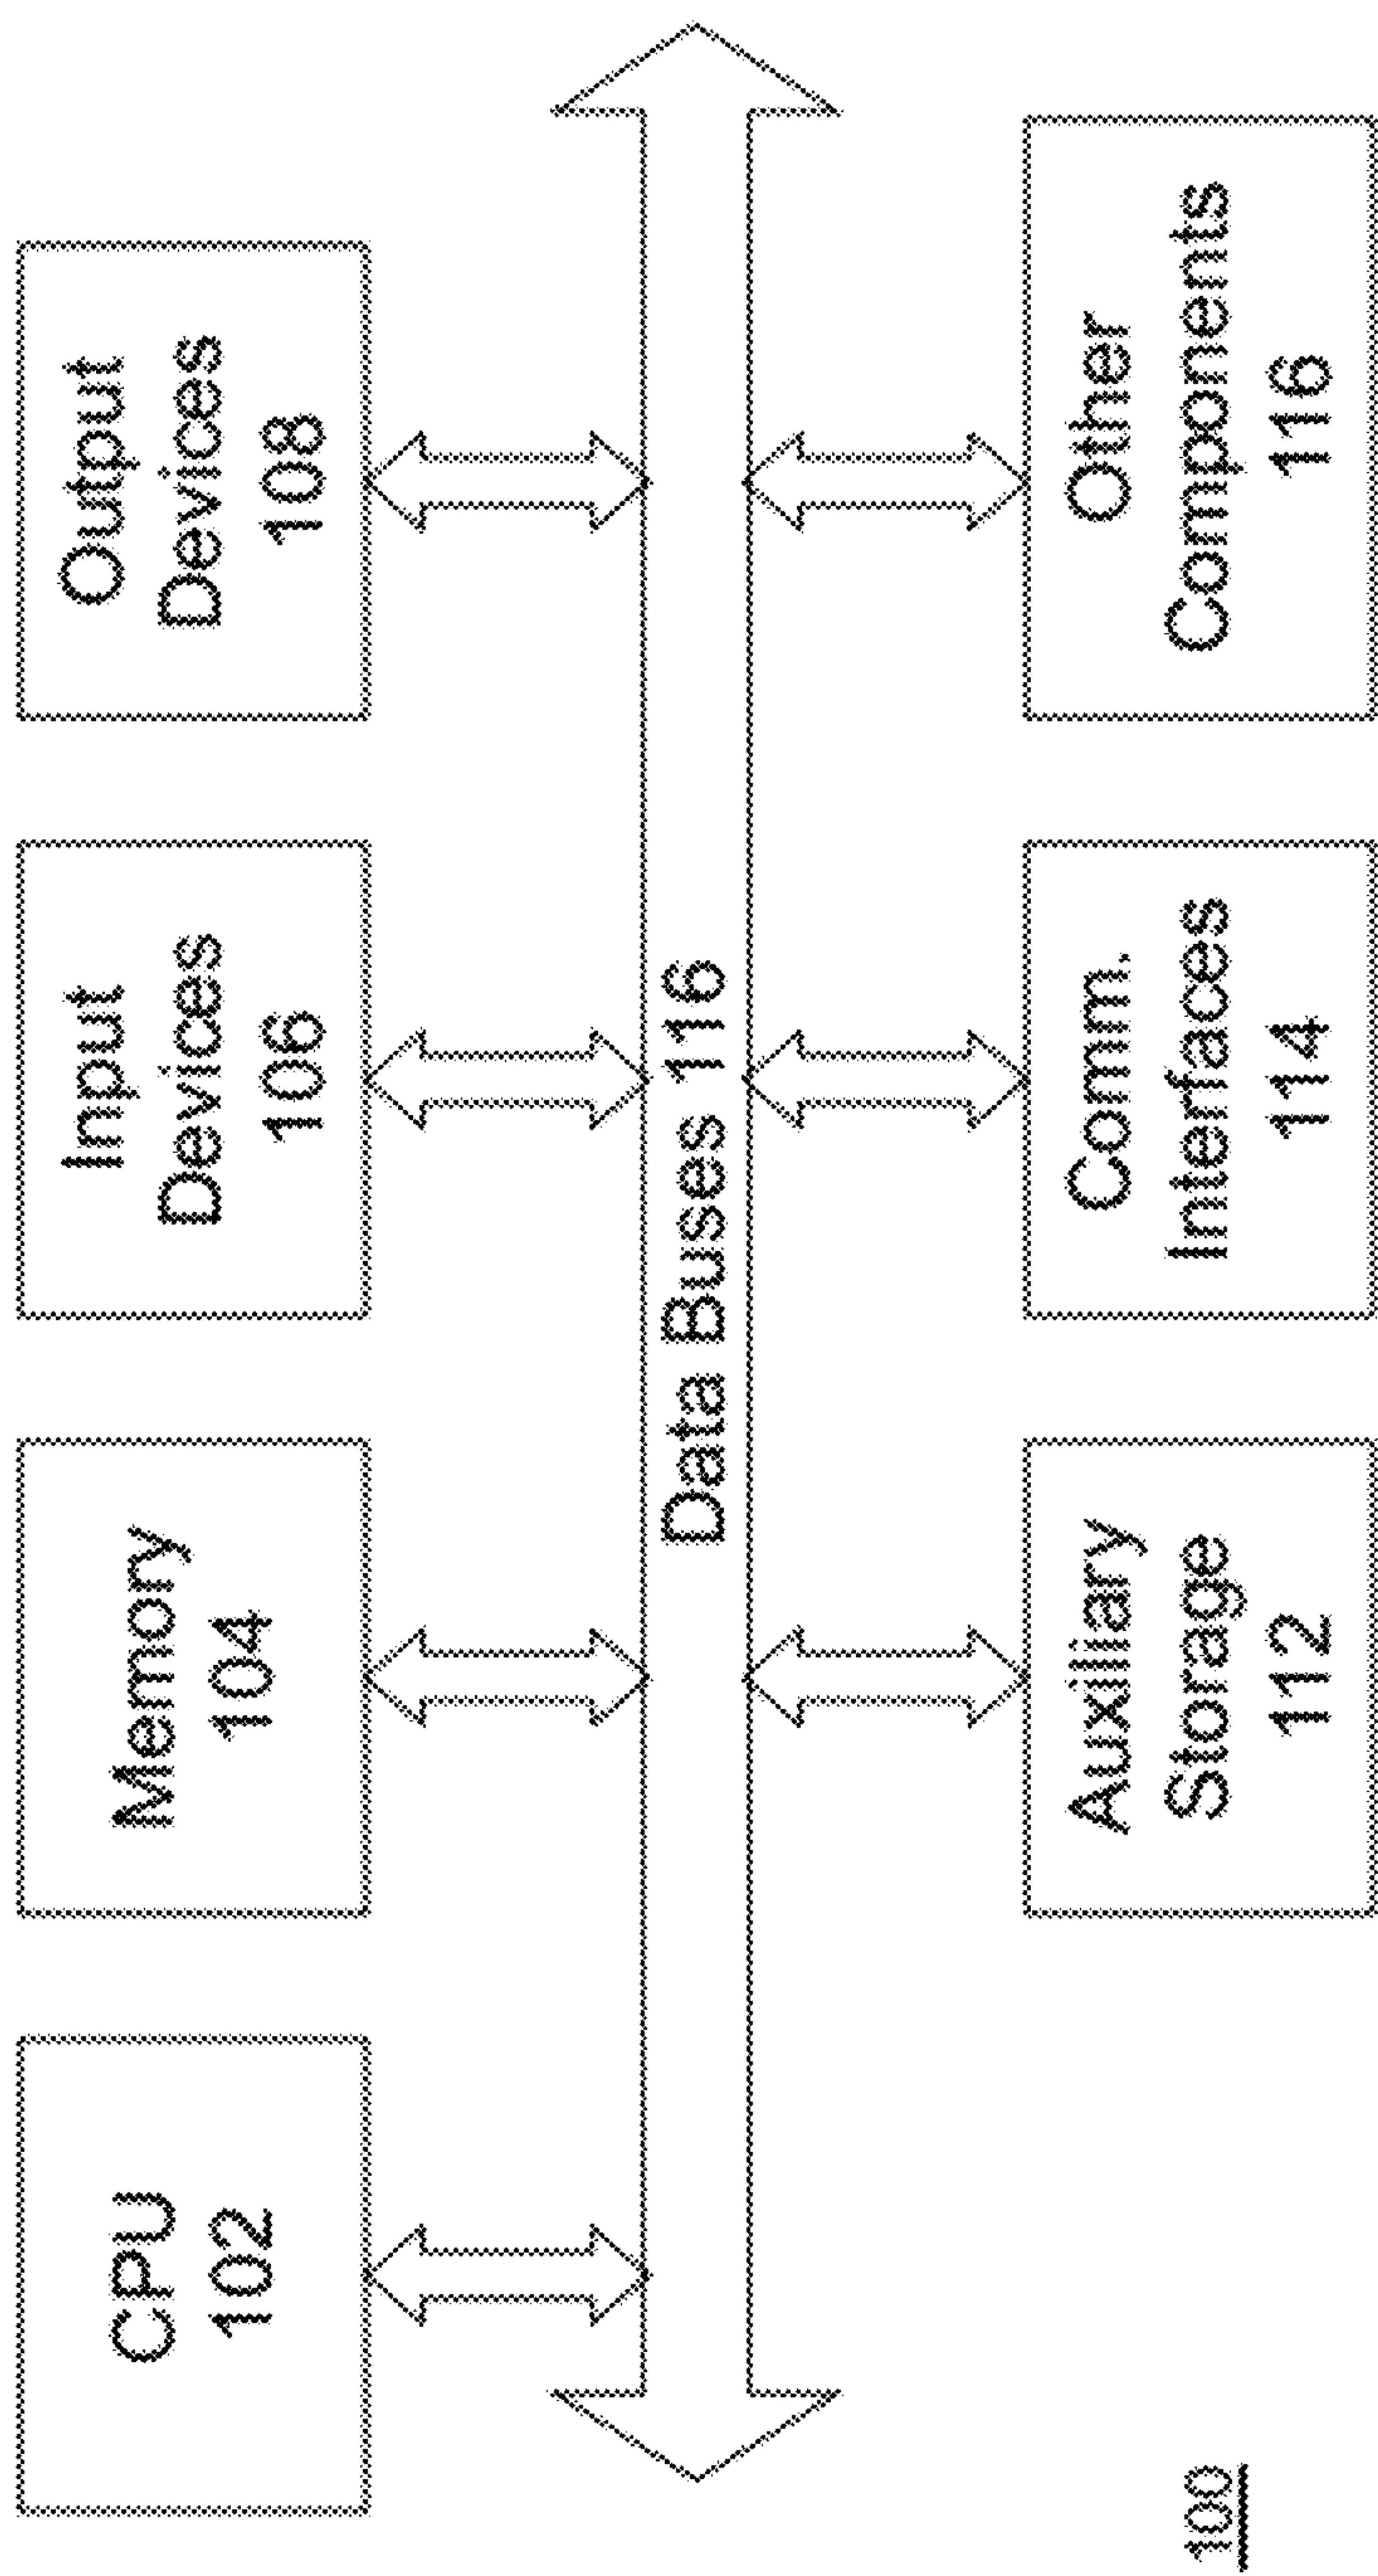 CPU
102
Memory
104
Input
Devices
106
Output
Devices
108
Data Buses 116
Auxiliary
Storage
112
Comm.
Interfaces
114
Other
Components
116
100